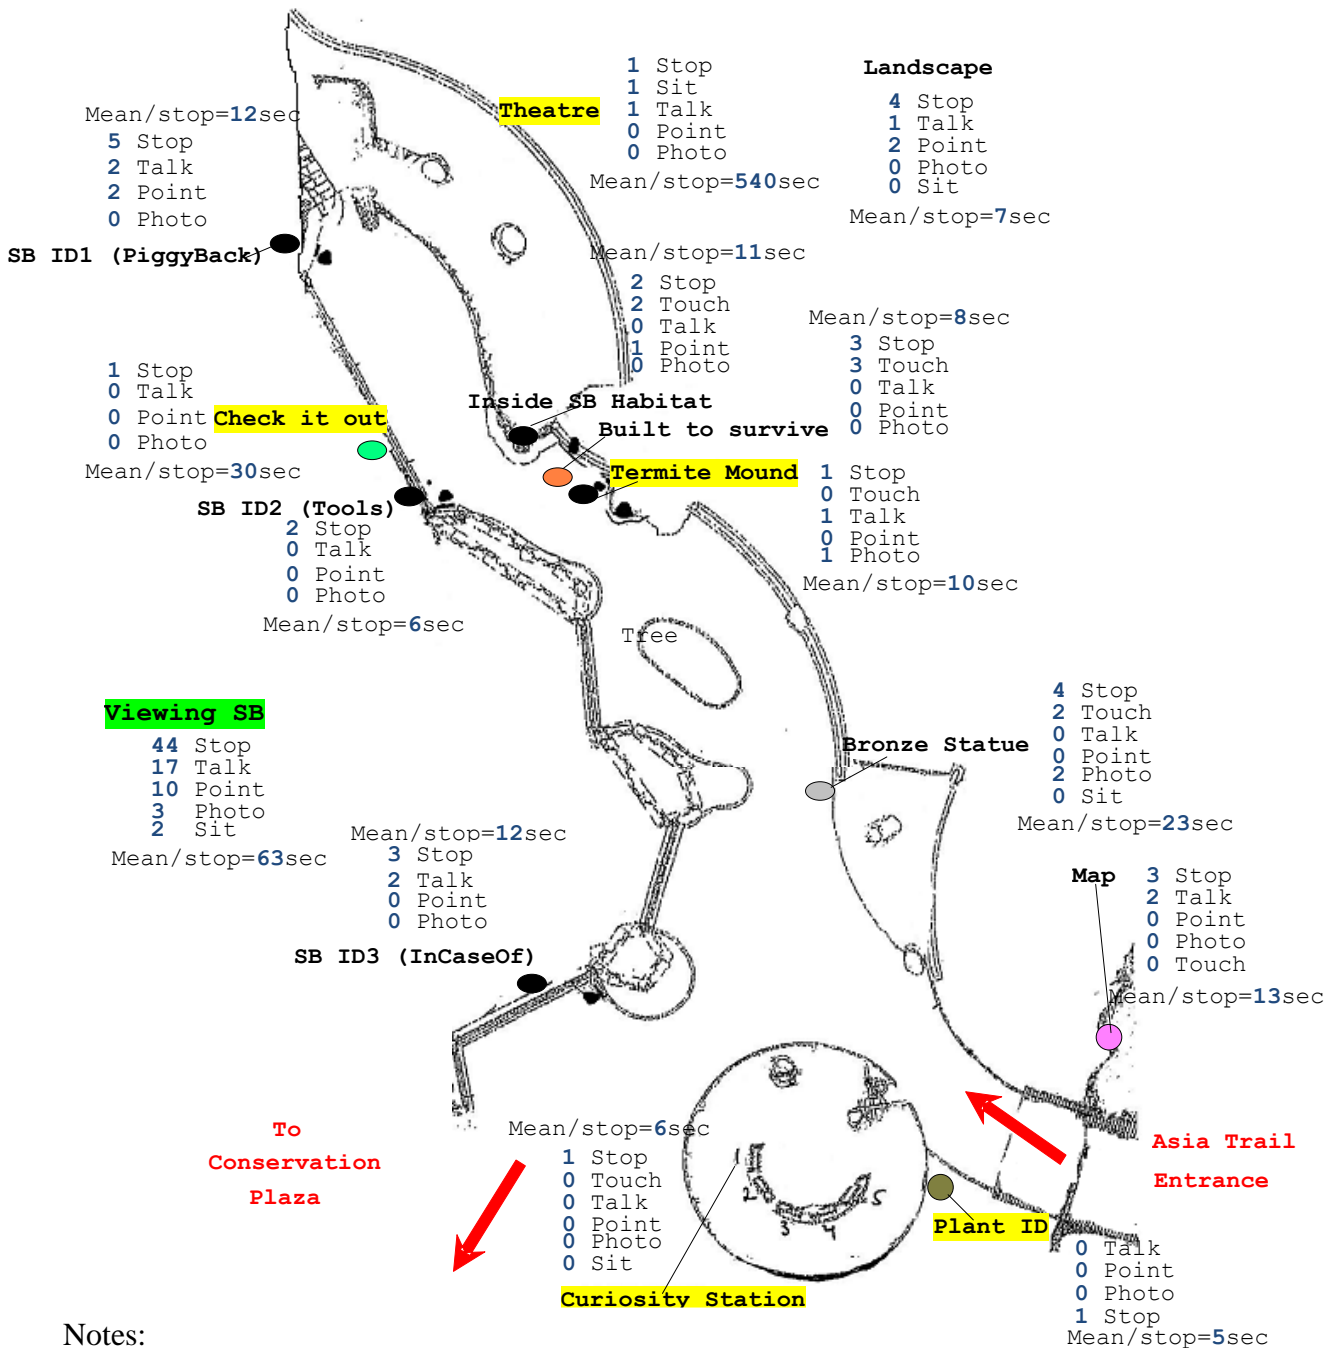 Theatre
1 Stop
1 Sit
1 Talk
0 Point
0 Photo
Mean/stop=540sec
Landscape
4 Stop
1 Talk
2 Point
0 Photo
0 Sit
Mean/stop=7sec
Mean/stop=12sec
5 Stop
2 Talk
2 Point
0 Photo
SB ID1 (PiggyBack)
Mean/stop=11sec
2 Stop
2 Touch
0 Talk
1 Point
0 Photo
Inside SB Habitat
Mean/stop=8sec
3 Stop
3 Touch
0 Talk
0 Point
0 Photo
Built to survive
1 Stop
0 Talk
0 Point
0 Photo
Check it out
Mean/stop=30sec
Termite Mound
1 Stop
0 Touch
1 Talk
0 Point
1 Photo
Mean/stop=10sec
SB ID2 (Tools)
2 Stop
0 Talk
0 Point
0 Photo
Mean/stop=6sec
Tree
Viewing SB
44 Stop
17 Talk
10 Point
3 Photo
2 Sit
Mean/stop=63sec
Bronze Statue
4 Stop
2 Touch
0 Talk
0 Point
2 Photo
0 Sit
Mean/stop=23sec
Mean/stop=12sec
3 Stop
2 Talk
0 Point
0 Photo
SB ID3 (InCaseOf)
Map
3 Stop
2 Talk
0 Point
0 Photo
0 Touch
Mean/stop=13sec
To
Conservation
Plaza
Mean/stop=6sec
1 Stop
0 Touch
0 Talk
0 Point
0 Photo
0 Sit
Curiosity Station
1
2
3
4
5
Asia Trail
Entrance
Plant ID
0 Talk
0 Point
0 Photo
1 Stop
Mean/stop=5sec
Notes: